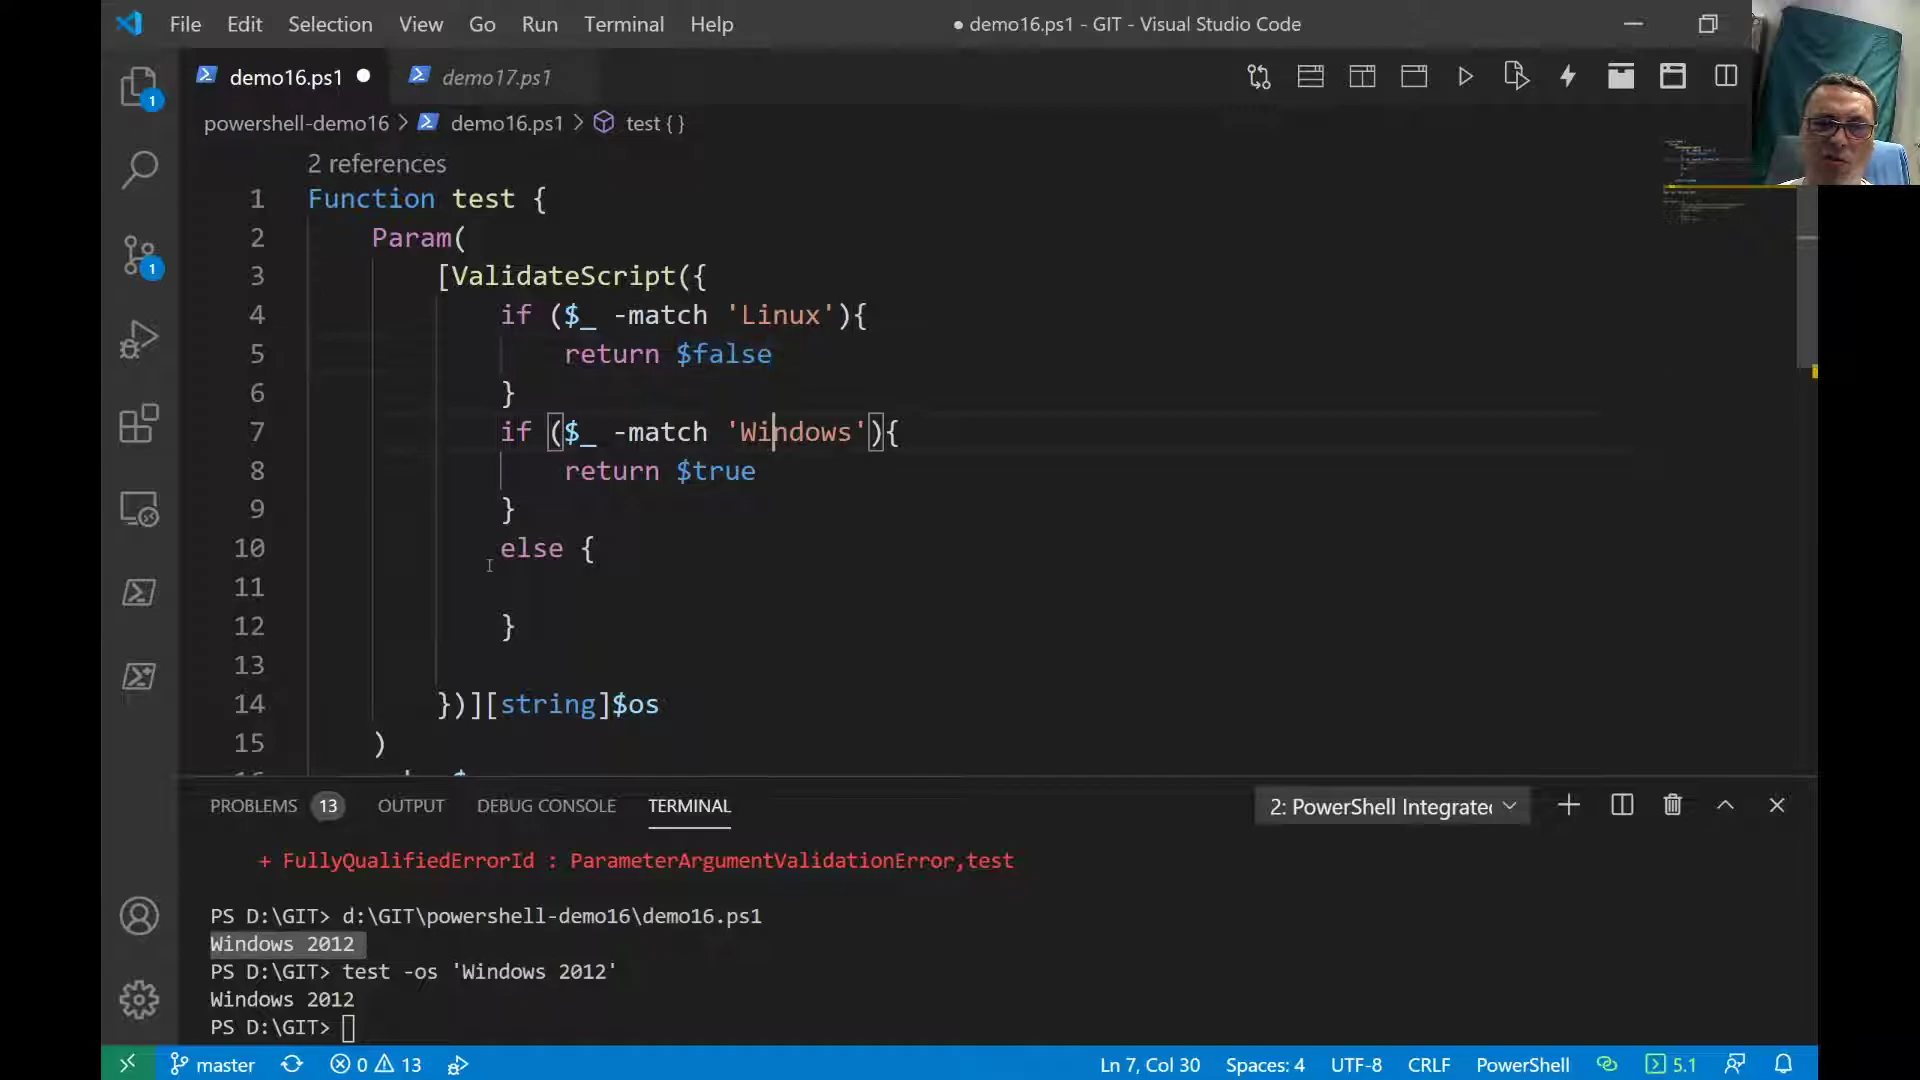 File Edit Selection View Go Run Terminal Help ● demo16.ps1 - GIT - Visual Studio Code
demo16.ps1 demo17.ps1
powershell-demo16 > demo16.ps1 > test { }
2 references
1 Function test {
2 Param(
3 [ValidateScript({
4 if ($_ -match 'Linux'){
5 return $false
6 }
7 if ($_ -match 'Windows'){
8 return $true
9 }
10 else {
11
12 }
13
14 })][string]$os
15 )
PROBLEMS 13 OUTPUT DEBUG CONSOLE TERMINAL 2: PowerShell Integrated
+ FullyQualifiedErrorId : ParameterArgumentValidationError,test
PS D:\GIT> d:\GIT\powershell-demo16\demo16.ps1
Windows 2012
PS D:\GIT> test -os 'Windows 2012'
Windows 2012
PS D:\GIT>
master 0 13 Ln 7, Col 30 Spaces: 4 UTF-8 CRLF PowerShell 5.1
1
1